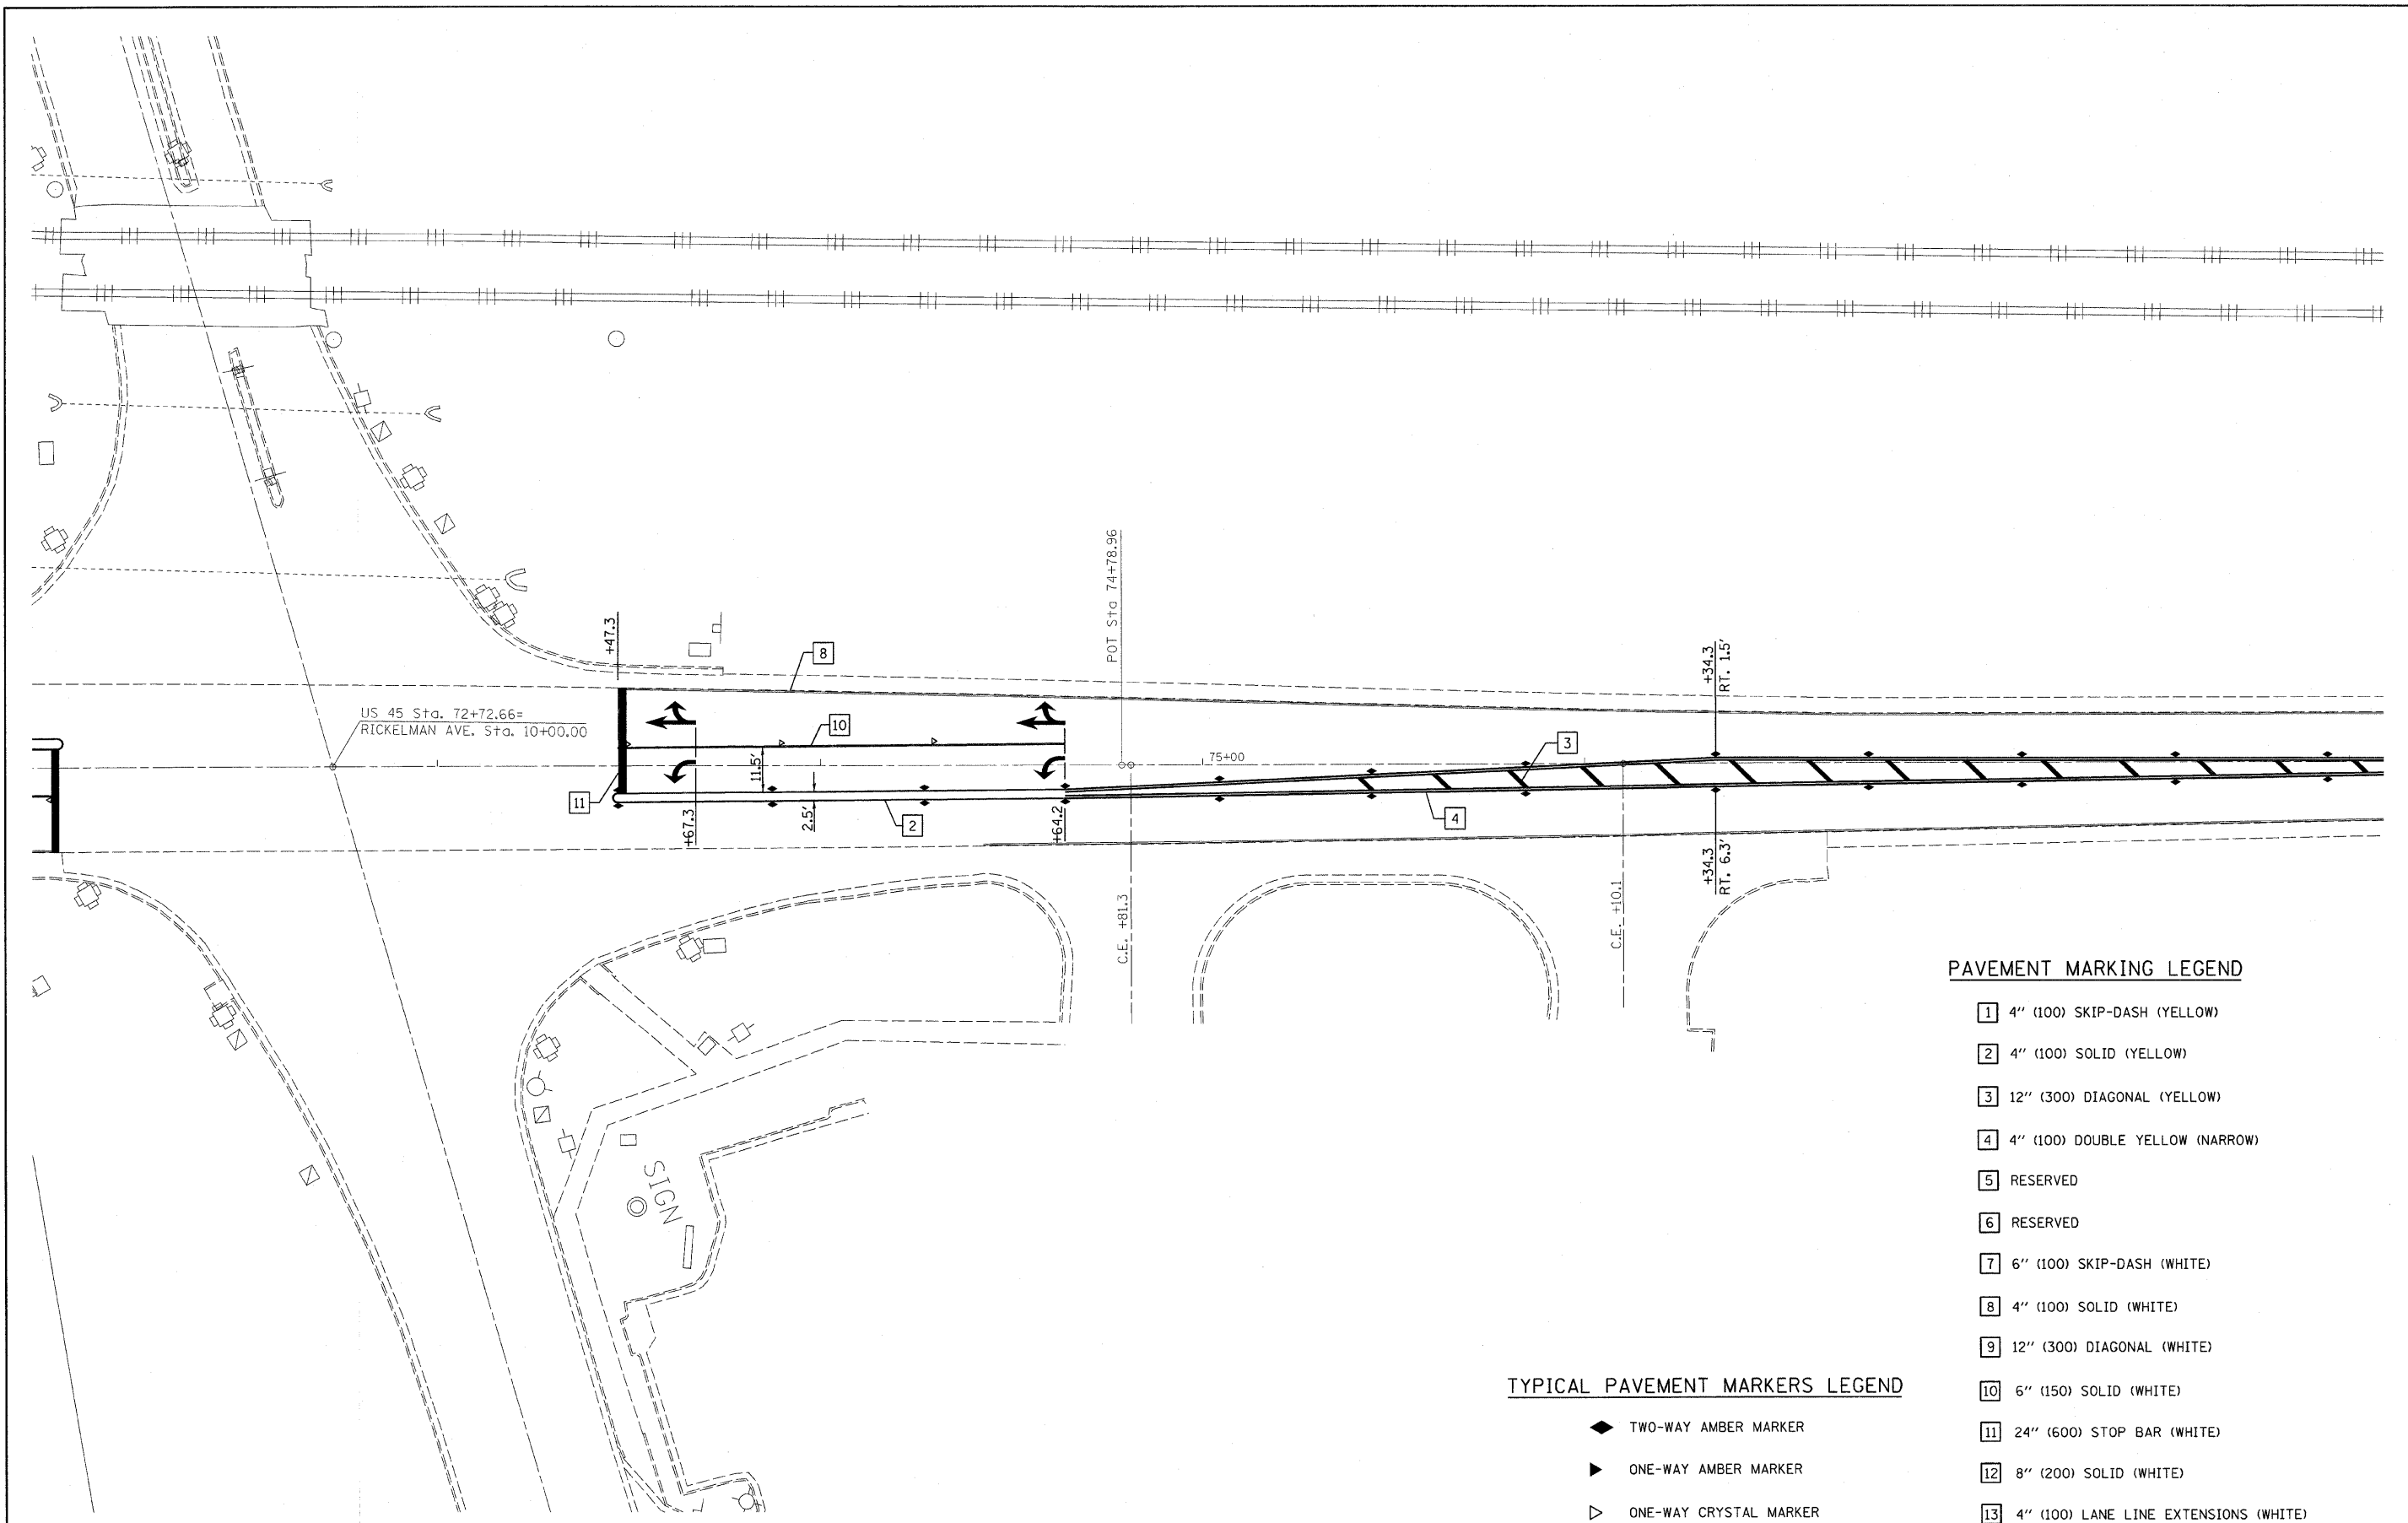 POT Sta 74+78.96
+47.3
8
+34.3
RT. 1.5'
US 45 Sta. 72+72.66=
RICKELMAN AVE. Sta. 10+00.00
10
3
75+00
11.5'
11
2.5'
2
4
+67.3
+64.2
+34.3
RT. 6.3'
C.E. +81.3
C.E. +10.1
SIGN
PAVEMENT MARKING LEGEND
1 4" (100) SKIP-DASH (YELLOW)
2 4" (100) SOLID (YELLOW)
3 12" (300) DIAGONAL (YELLOW)
4 4" (100) DOUBLE YELLOW (NARROW)
5 RESERVED
6 RESERVED
7 6" (100) SKIP-DASH (WHITE)
8 4" (100) SOLID (WHITE)
9 12" (300) DIAGONAL (WHITE)
10 6" (150) SOLID (WHITE)
11 24" (600) STOP BAR (WHITE)
12 8" (200) SOLID (WHITE)
13 4" (100) LANE LINE EXTENSIONS (WHITE)
TYPICAL PAVEMENT MARKERS LEGEND
TWO-WAY AMBER MARKER
ONE-WAY AMBER MARKER
ONE-WAY CRYSTAL MARKER